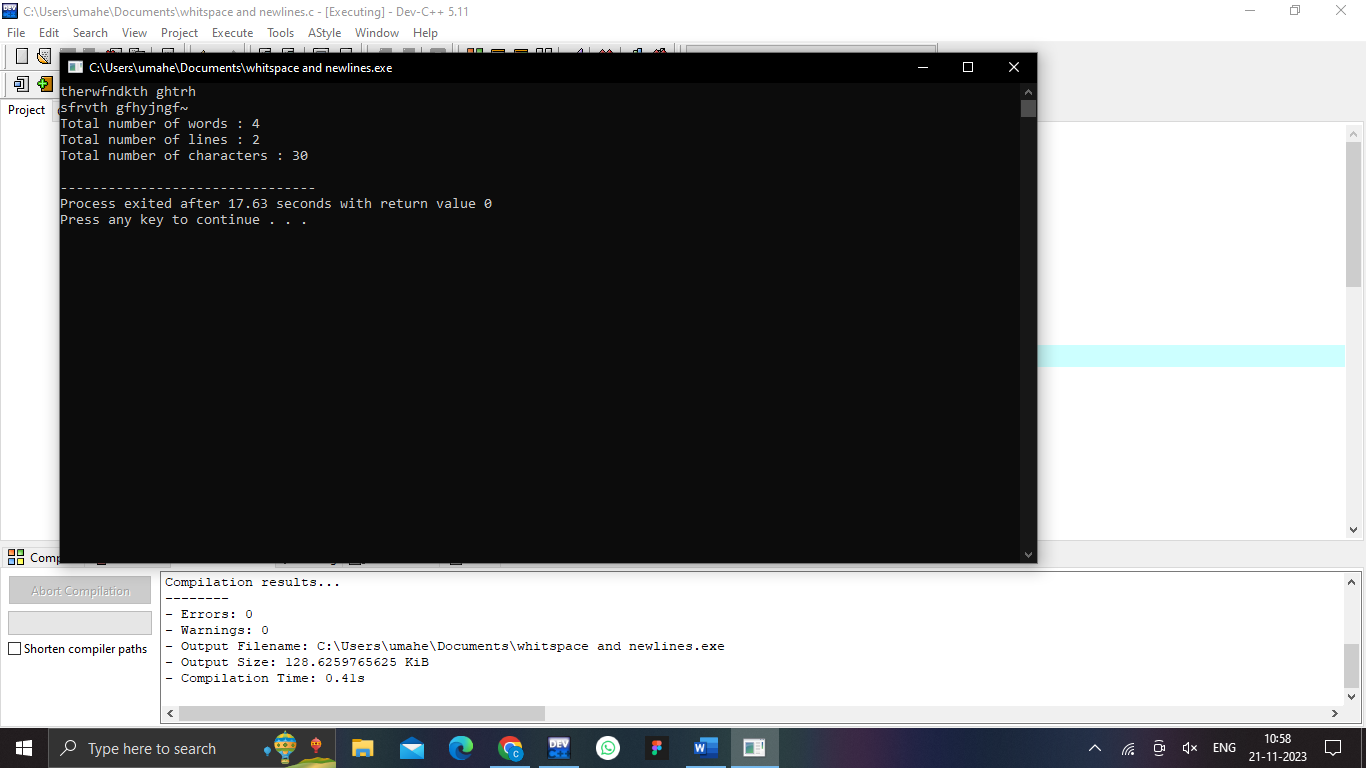 C:\Users\umahe\Documents\whitspace and newlines.c - [Executing] - Dev-C++ 5.11
File Edit Search View Project Execute Tools AStyle Window Help
C:\Users\umahe\Documents\whitspace and newlines.exe
Project
therwfndkth ghtrh
sfrvth gfhyjngf~
Total number of words : 4
Total number of lines : 2
Total number of characters : 30
--------------------------------
Process exited after 17.63 seconds with return value 0
Press any key to continue . . .
Abort Compilation
Shorten compiler paths
Compilation results...
--------
- Errors: 0
- Warnings: 0
- Output Filename: C:\Users\umahe\Documents\whitspace and newlines.exe
- Output Size: 128.6259765625 KiB
- Compilation Time: 0.41s
Type here to search
DEV
ENG
10:58
21-11-2023